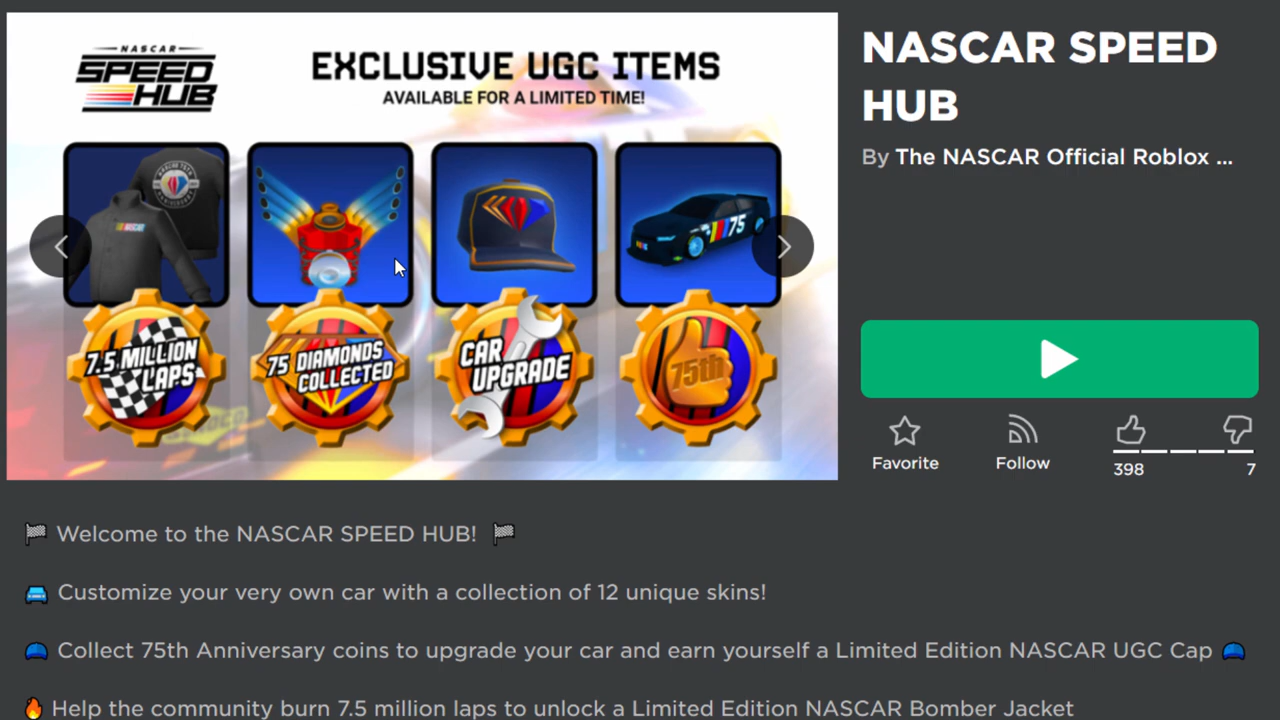 NASCAR
SPEED
HUB
EXCLUSIVE UGC ITEMS
AVAILABLE FOR A LIMITED TIME!
7.5 MILLION
LAPS
75 DIAMONDS
COLLECTED
CAR
UPGRADE
75th
75
NASCAR SPEED
HUB
By The NASCAR Official Roblox ...
Favorite
Follow
398
7
Welcome to the NASCAR SPEED HUB!
Customize your very own car with a collection of 12 unique skins!
Collect 75th Anniversary coins to upgrade your car and earn yourself a Limited Edition NASCAR UGC Cap
Help the community burn 7.5 million laps to unlock a Limited Edition NASCAR Bomber Jacket